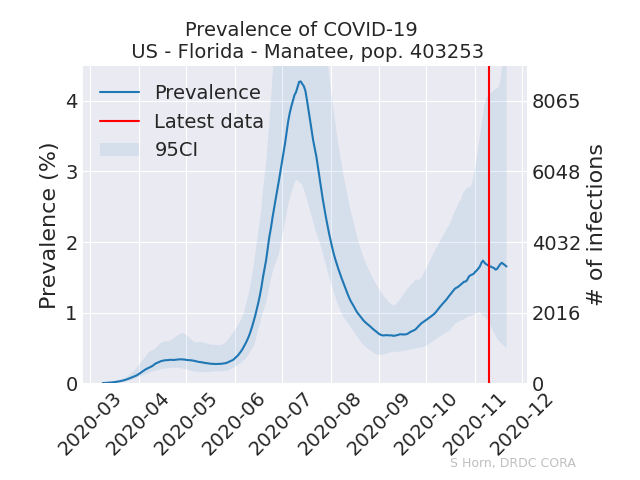 Prevalence of COVID-19
US - Florida - Manatee, pop. 403253
Prevalence (%)
4
3
2
1
0
Prevalence
Latest data
95CI
8065
6048
4032
2016
0
# of infections
2020-03
2020-04
2020-05
2020-06
2020-07
2020-08
2020-09
2020-10
2020-11
2020-12
S Horn, DRDC CORA